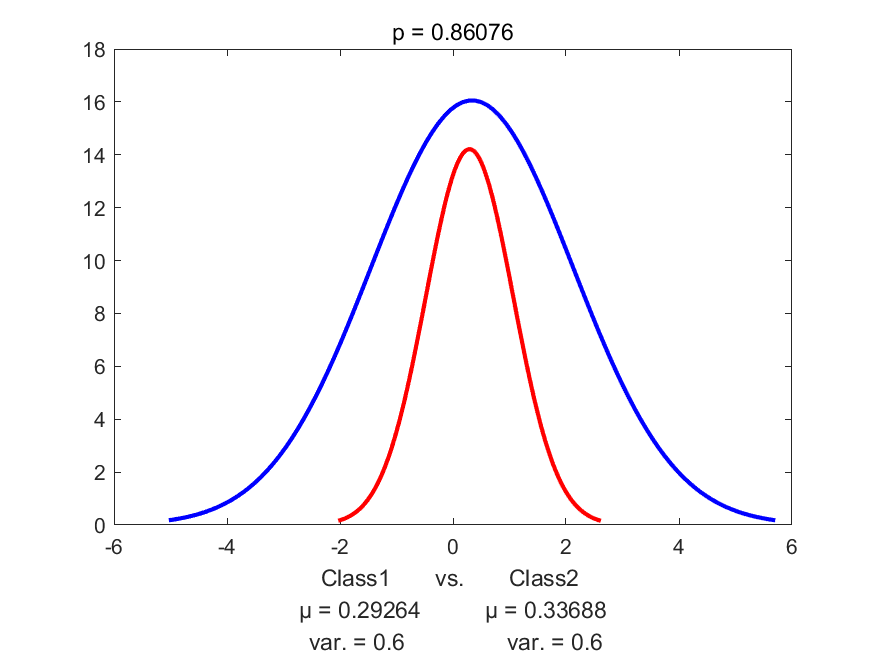 p = 0.86076
18
16
14
12
10
8
6
4
2
0
-6 -4 -2 0 2 4 6
Class1 vs. Class2
μ = 0.29264 μ = 0.33688
var. = 0.6 var. = 0.6